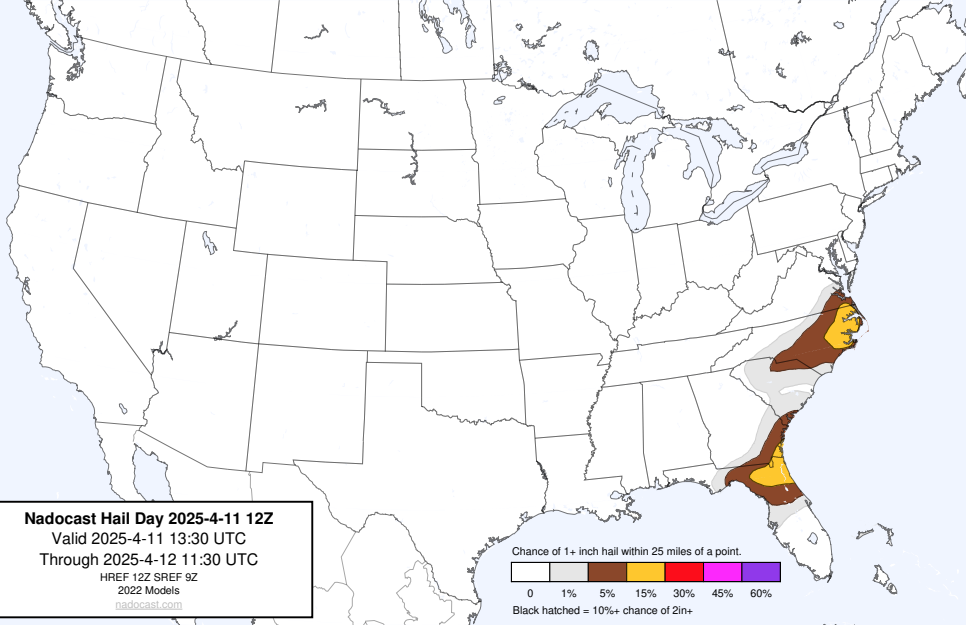 Nadocast Hail Day 2025-4-11 12Z
Valid 2025-4-11 13:30 UTC
Through 2025-4-12 11:30 UTC
HREF 12Z SREF 9Z
2022 Models
nadocast.com
Chance of 1+ inch hail within 25 miles of a point.
0 1% 5% 15% 30% 45% 60%
Black hatched = 10%+ chance of 2in+